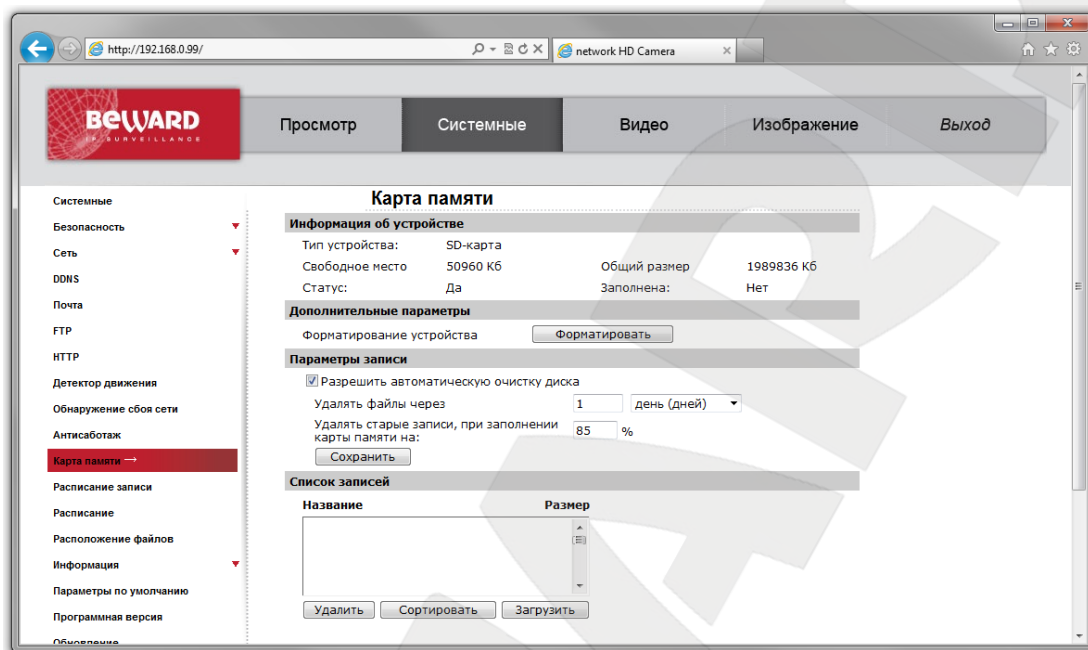 http://192.168.0.99/
network HD Camera
BEWARD
IP SURVEILLANCE
Просмотр
Системные
Видео
Изображение
Выход
Системные
Безопасность
Сеть
DDNS
Почта
FTP
HTTP
Детектор движения
Обнаружение сбоя сети
Антисаботаж
Карта памяти →
Расписание записи
Расписание
Расположение файлов
Информация
Параметры по умолчанию
Программная версия
Обновление
Карта памяти
Информация об устройстве
Тип устройства: SD-карта
Свободное место 50960 Кб Общий размер 1989836 Кб
Статус: Да Заполнена: Нет
Дополнительные параметры
Форматирование устройства Форматировать
Параметры записи
Разрешить автоматическую очистку диска
Удалять файлы через 1 день (дней)
Удалять старые записи, при заполнении
карты памяти на: 85 %
Сохранить
Список записей
Название Размер
Удалить Сортировать Загрузить